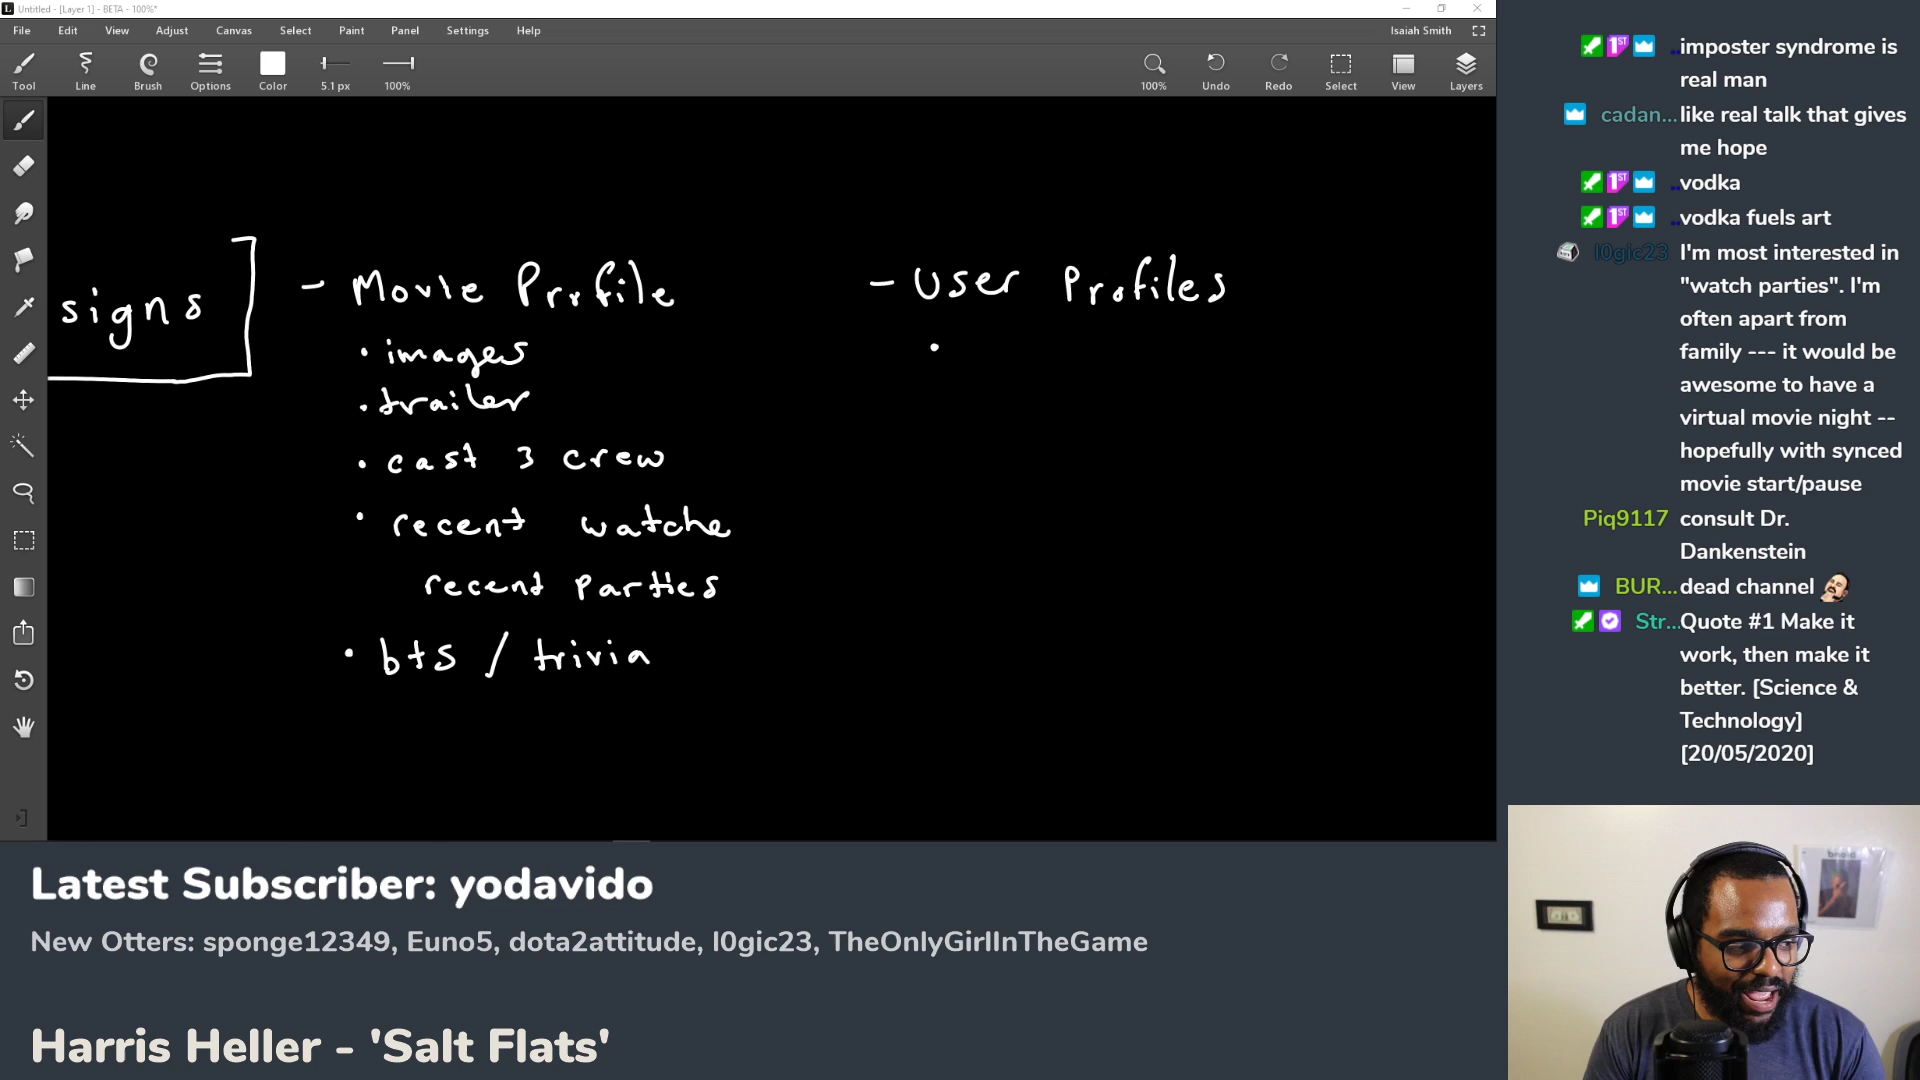 Untitled - [Layer 1] - BETA - 100%*
File Edit View Adjust Canvas Select Paint Panel Settings Help
Isaiah Smith
Tool Line Brush Options Color 5.1 px 100%
100% Undo Redo Select View Layers
signs
- Movie Profile
• images
• trailer
• cast 3 crew
• recent watche
recent parties
• bts / trivia
- User Profiles
•
.. imposter syndrome is
real man
cadan... like real talk that gives
me hope
.. vodka
.. vodka fuels art
l0gic23 I'm most interested in
"watch parties". I'm
often apart from
family --- it would be
awesome to have a
virtual movie night --
hopefully with synced
movie start/pause
Piq9117 consult Dr.
Dankenstein
BUR... dead channel
Str... Quote #1 Make it
work, then make it
better. [Science &
Technology]
[20/05/2020]
Latest Subscriber: yodavido
New Otters: sponge12349, Euno5, dota2attitude, l0gic23, TheOnlyGirlInTheGame
Harris Heller - 'Salt Flats'